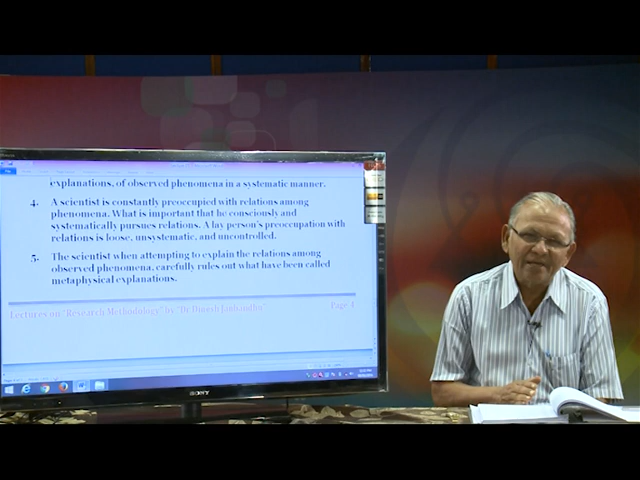 explanations, of observed phenomena in a systematic manner.
4. A scientist is constantly preoccupied with relations among
phenomena. What is important that he consciously and
systematically pursues relations. A lay person's preoccupation with
relations is loose, unsystematic, and uncontrolled.
5. The scientist when attempting to explain the relations among
observed phenomena, carefully rules out what have been called
metaphysical explanations.
Lectures on "Research Methodology" by "Dr Dinesh Page 4
SONY